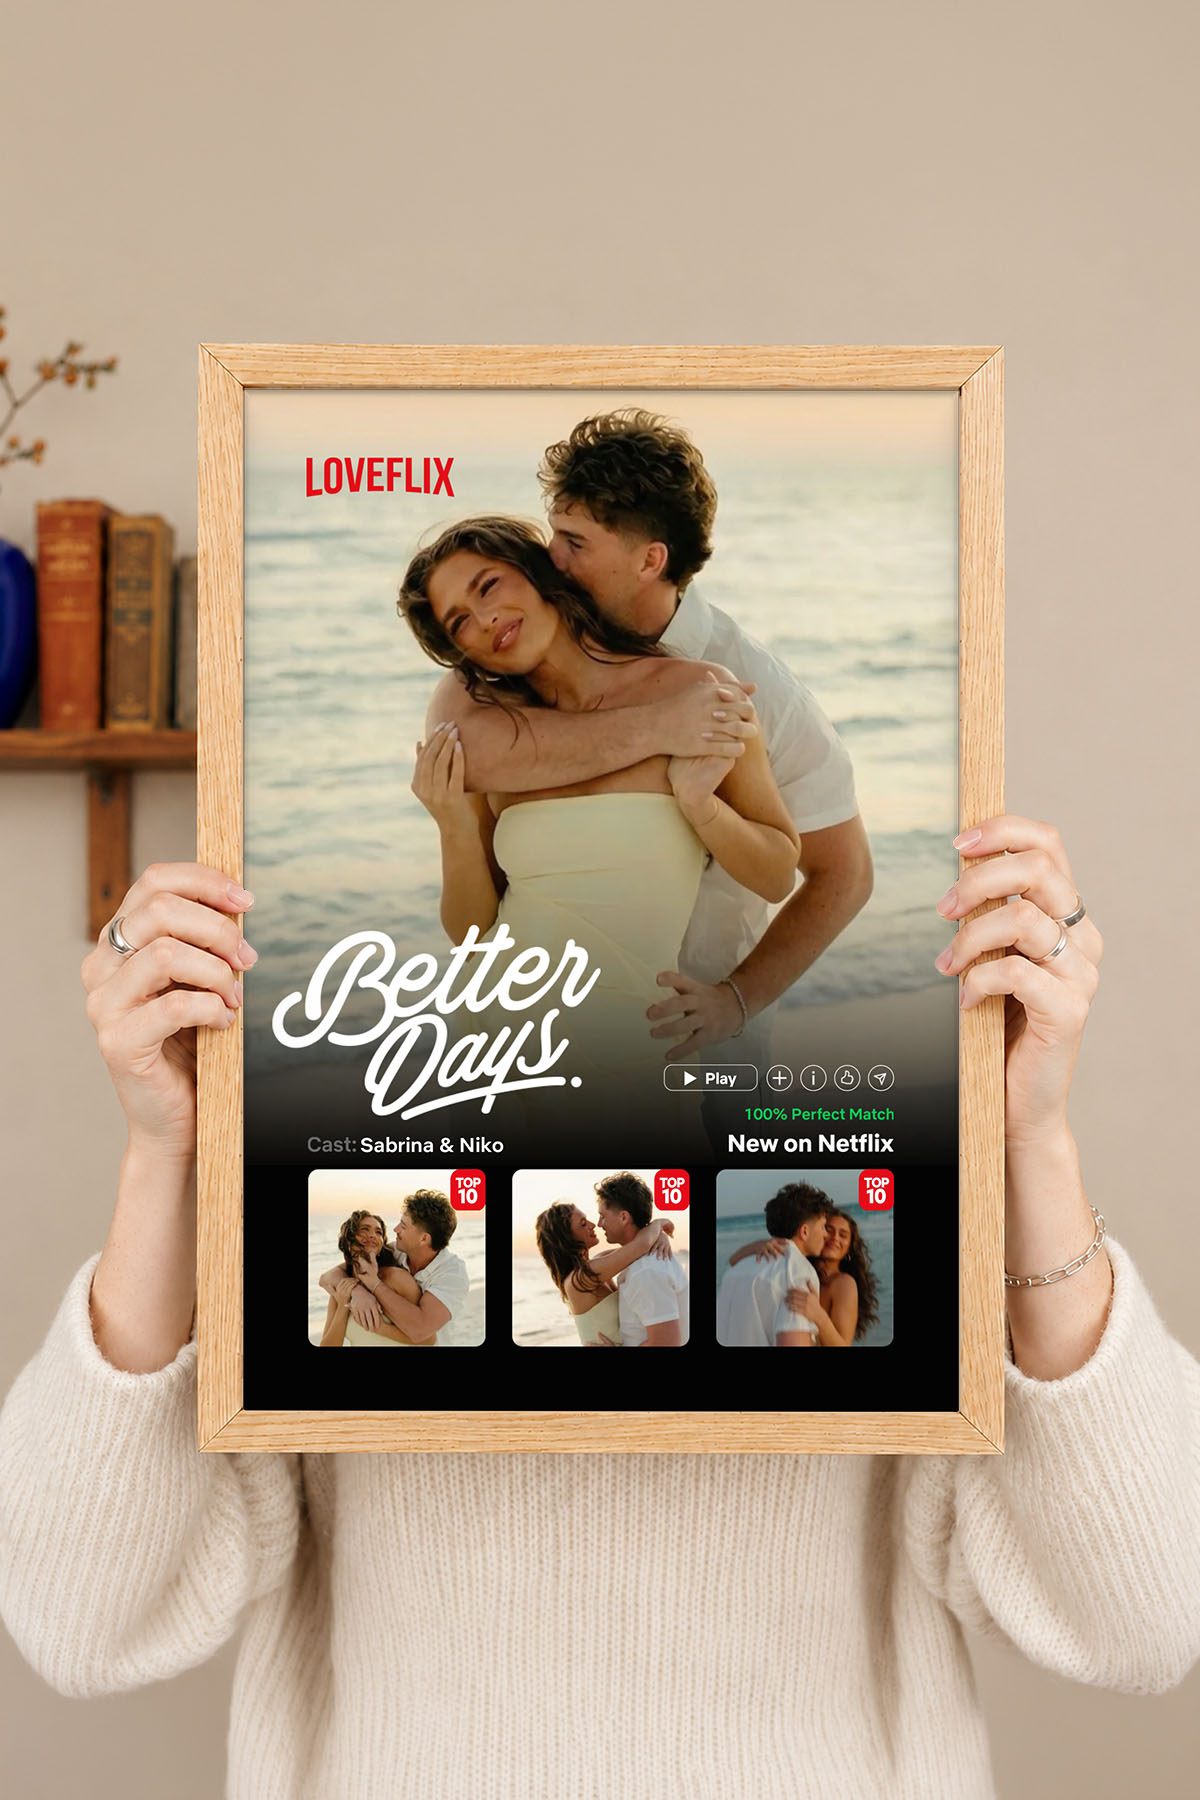 LOVEFLIX
Better
Days.
Play
100% Perfect Match
Cast: Sabrina & Niko
New on Netflix
TOP
10
TOP
10
TOP
10